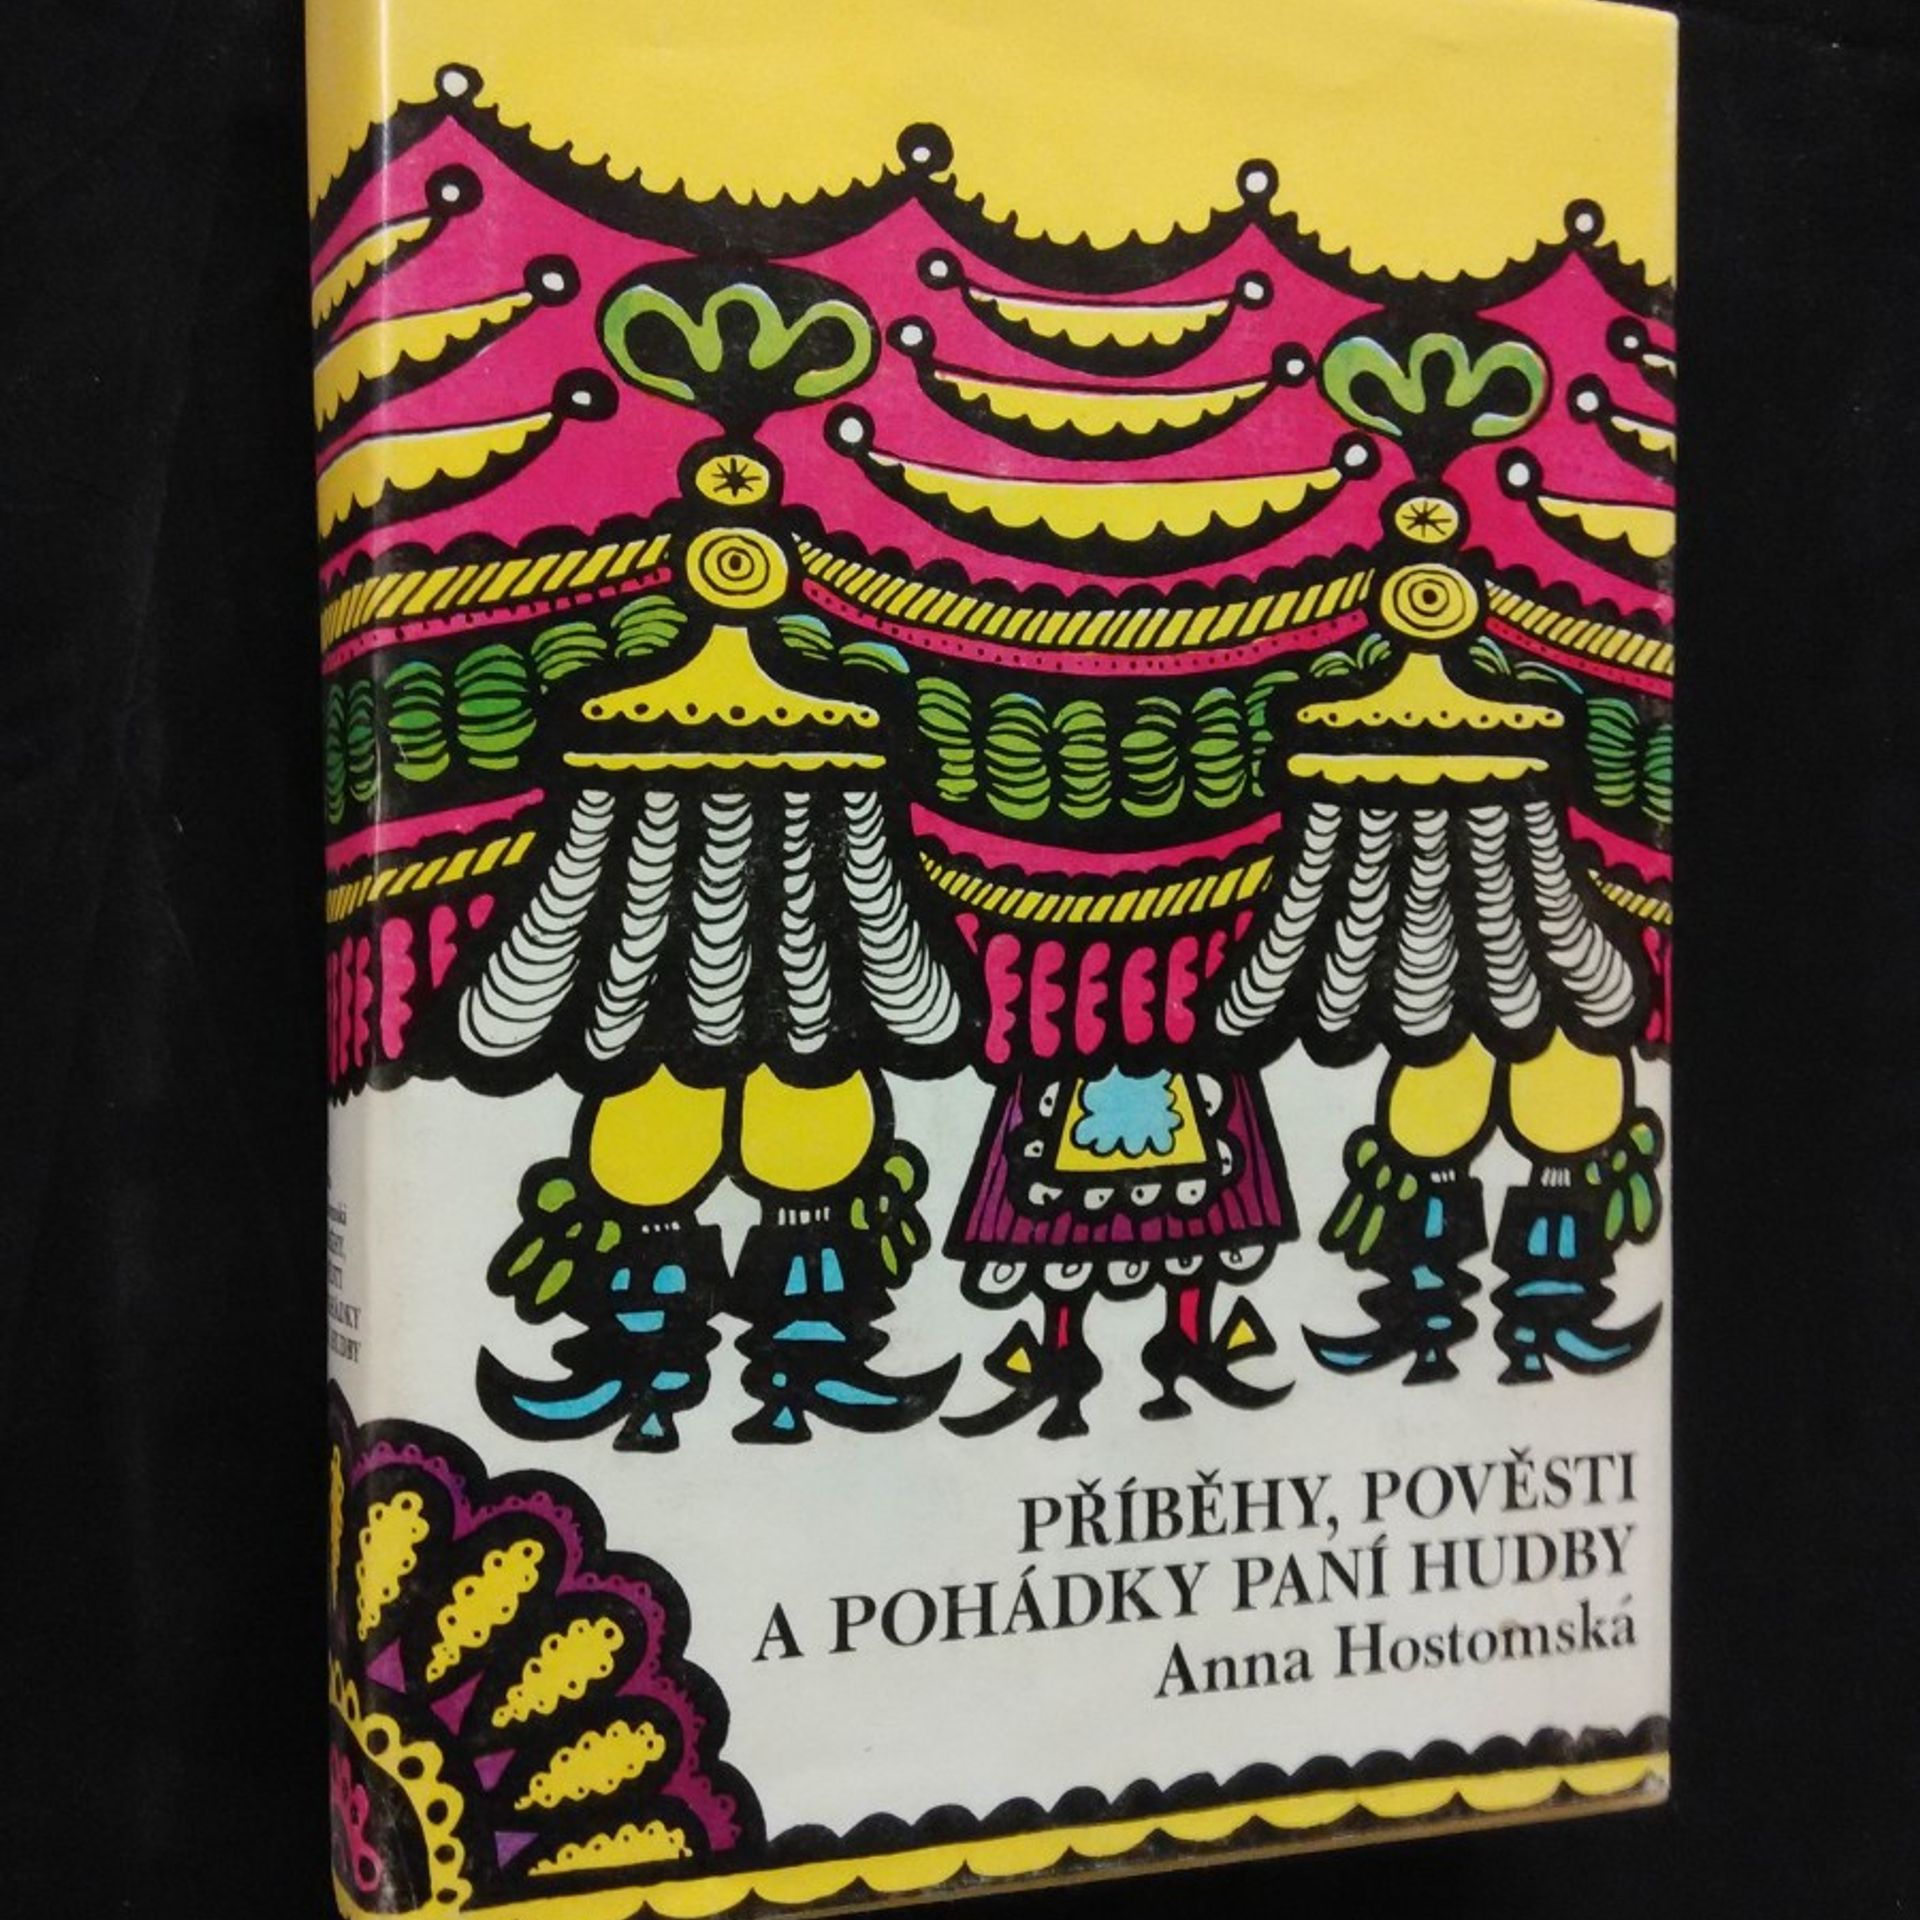 PŘÍBĚHY, POVĚSTI
A POHÁDKY PANÍ HUDBY
Anna Hostomská